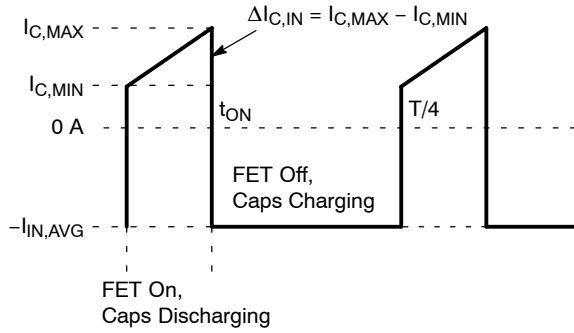 I_C,MAX
ΔI_C,IN = I_C,MAX − I_C,MIN
I_C,MIN
t_ON
T/4
0 A
FET Off,
Caps Charging
−I_IN,AVG
FET On,
Caps Discharging